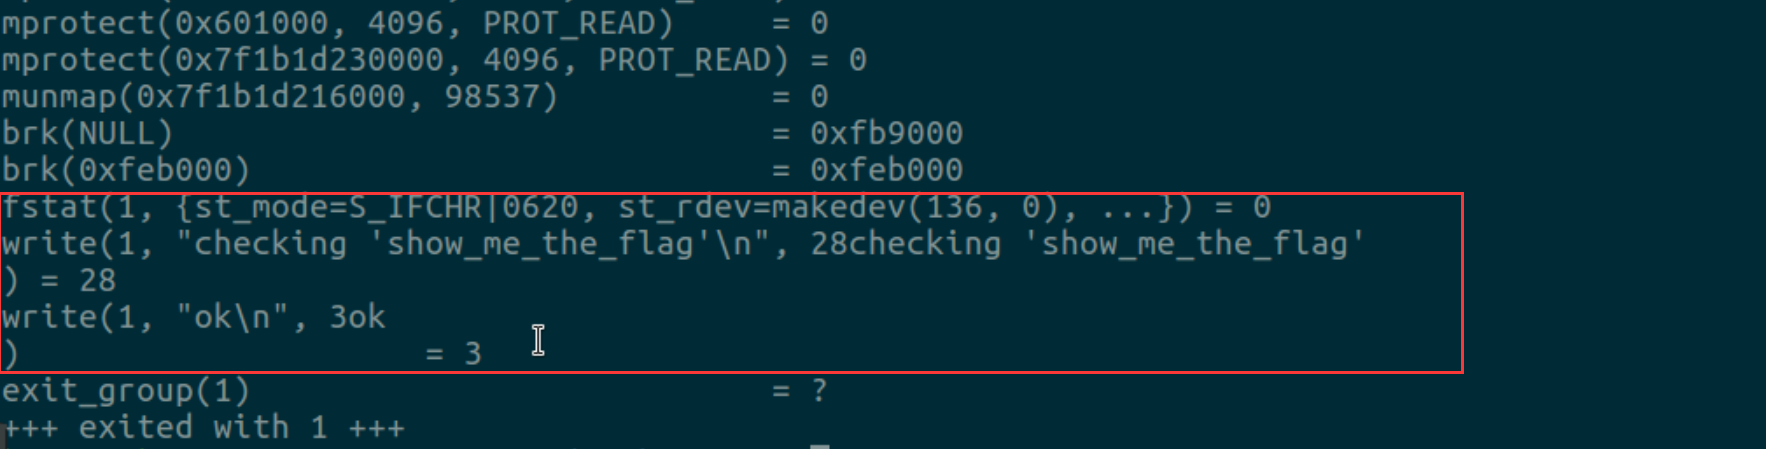 mprotect(0x601000, 4096, PROT_READ)     = 0
mprotect(0x7f1b1d230000, 4096, PROT_READ) = 0
munmap(0x7f1b1d216000, 98537)           = 0
brk(NULL)                               = 0xfb9000
brk(0xfeb000)                           = 0xfeb000
fstat(1, {st_mode=S_IFCHR|0620, st_rdev=makedev(136, 0), ...}) = 0
write(1, "checking 'show_me_the_flag'\n", 28checking 'show_me_the_flag'
) = 28
write(1, "ok\n", 3ok
)                     = 3
exit_group(1)                           = ?
+++ exited with 1 +++